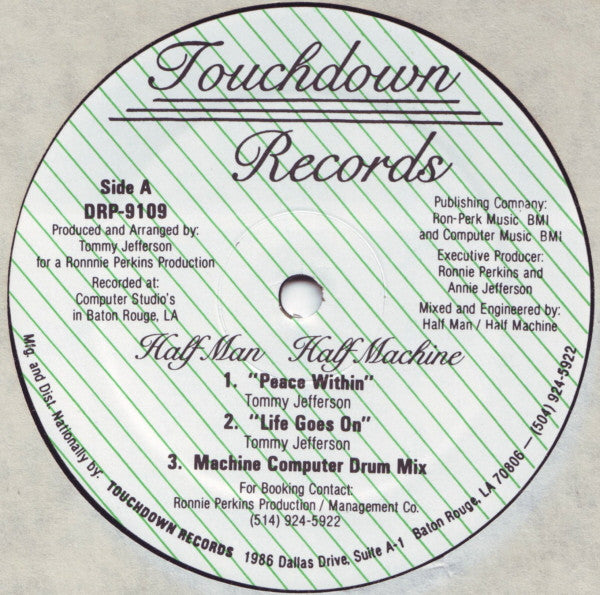 Touchdown
Records
Side A
DRP-9109
Produced and Arranged by:
Tommy Jefferson
for a Ronnnie Perkins Production
Recorded at:
Computer Studio's
in Baton Rouge, LA
Publishing Company:
Ron-Perk Music BMI
and Computer Music BMI
Executive Producer:
Ronnie Perkins and
Annie Jefferson
Mixed and Engineered by:
Half Man / Half Machine
Half Man Half Machine
1. "Peace Within"
Tommy Jefferson
2. "Life Goes On"
Tommy Jefferson
3. Machine Computer Drum Mix
For Booking Contact:
Ronnie Perkins Production / Management Co.
(514) 924-5922
Mfg. and Dist. Nationally by: TOUCHDOWN RECORDS 1986 Dallas Drive, Suite A-1 Baton Rouge, LA 70806 — (504) 924-5922